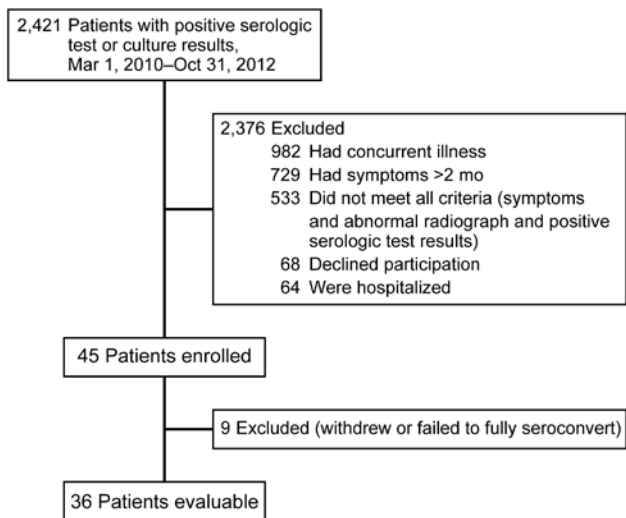 2,421 Patients with positive serologic
test or culture results,
Mar 1, 2010–Oct 31, 2012
2,376 Excluded
982 Had concurrent illness
729 Had symptoms >2 mo
533 Did not meet all criteria (symptoms
and abnormal radiograph and positive
serologic test results)
68 Declined participation
64 Were hospitalized
45 Patients enrolled
9 Excluded (withdrew or failed to fully seroconvert)
36 Patients evaluable